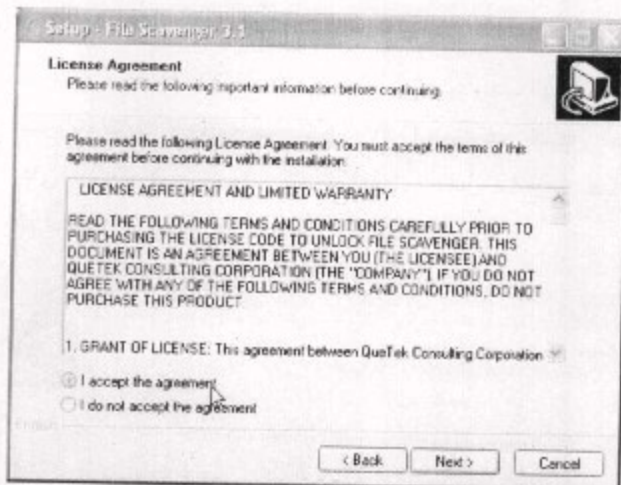 Setup - File Scavenger 3.1
License Agreement
Please read the following important information before continuing.
Please read the following License Agreement. You must accept the terms of this
agreement before continuing with the installation.
LICENSE AGREEMENT AND LIMITED WARRANTY
READ THE FOLLOWING TERMS AND CONDITIONS CAREFULLY PRIOR TO
PURCHASING THE LICENSE CODE TO UNLOCK FILE SCAVENGER. THIS
DOCUMENT IS AN AGREEMENT BETWEEN YOU (THE LICENSEE) AND
QUETEK CONSULTING CORPORATION (THE "COMPANY"). IF YOU DO NOT
AGREE WITH ANY OF THE FOLLOWING TERMS AND CONDITIONS, DO NOT
PURCHASE THIS PRODUCT.
1. GRANT OF LICENSE: This agreement between QueTek Consulting Corporation
I accept the agreement
I do not accept the agreement
< Back
Next >
Cancel